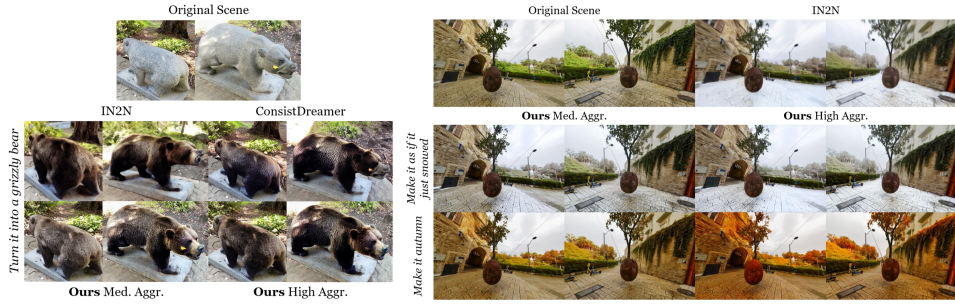 Original Scene
IN2N
ConsistDreamer
Turn it into a grizzly bear
Ours Med. Aggr.
Ours High Aggr.
Original Scene
IN2N
Ours Med. Aggr.
Ours High Aggr.
Make it as if it
just snowed
Make it autumn